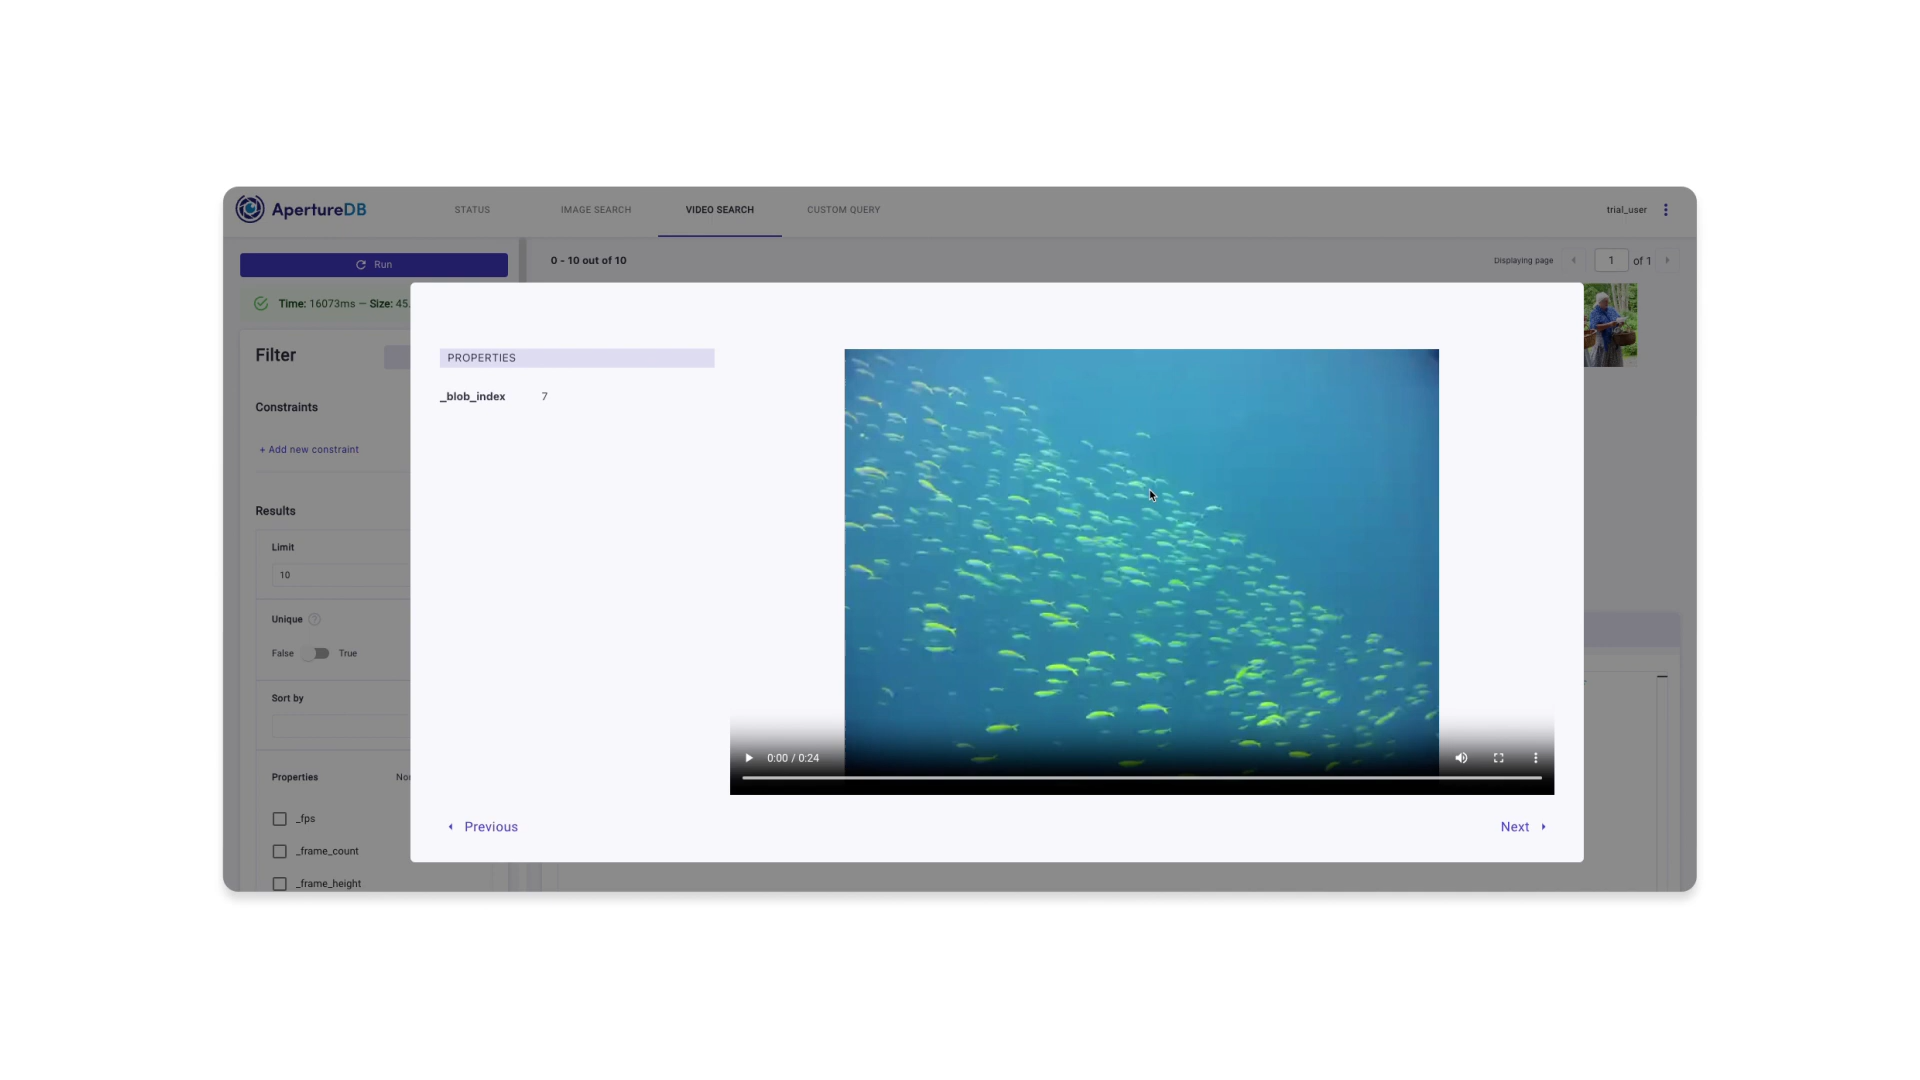 ApertureDB
STATUS
IMAGE SEARCH
VIDEO SEARCH
CUSTOM QUERY
trial_user
Run
0 - 10 out of 10
Displaying page
1
of 1
Time: 16073ms — Size: 45.
Filter
Constraints
+ Add new constraint
Results
Limit
10
Unique
?
False
True
Sort by
Properties
_fps
_frame_count
_frame_height
PROPERTIES
_blob_index 7
0:00 / 0:24
Previous
Next